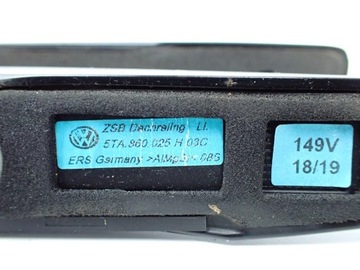 ZSB Dachreling LI.
5TA.860.025 H 03C
ERS Germany
149V
18/19